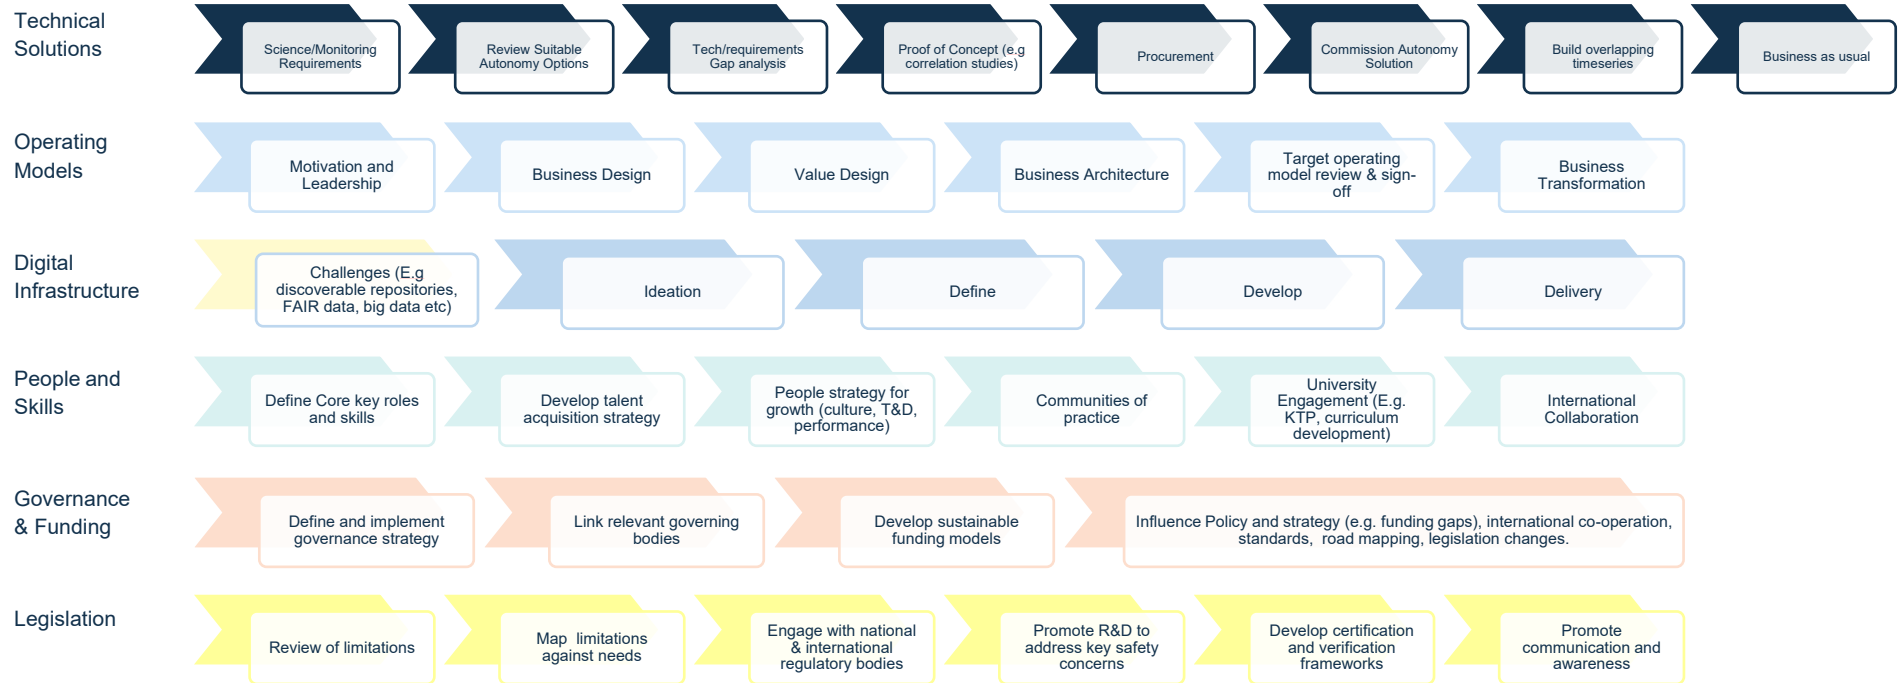 Technical
Solutions
Science/Monitoring
Requirements
Review Suitable
Autonomy Options
Tech/requirements
Gap analysis
Proof of Concept (e.g
correlation studies)
Procurement
Commission Autonomy
Solution
Build overlapping
timeseries
Business as usual
Operating
Models
Motivation and
Leadership
Business Design
Value Design
Business Architecture
Target operating
model review & sign-
off
Business
Transformation
Digital
Infrastructure
Challenges (E.g
discoverable repositories,
FAIR data, big data etc)
Ideation
Define
Develop
Delivery
People and
Skills
Define Core key roles
and skills
Develop talent
acquisition strategy
People strategy for
growth (culture, T&D,
performance)
Communities of
practice
University
Engagement (E.g.
KTP, curriculum
development)
International
Collaboration
Governance
& Funding
Define and implement
governance strategy
Link relevant governing
bodies
Develop sustainable
funding models
Influence Policy and strategy (e.g. funding gaps), international co-operation,
standards,  road mapping, legislation changes.
Legislation
Review of limitations
Map  limitations
against needs
Engage with national
& international
regulatory bodies
Promote R&D to
address key safety
concerns
Develop certification
and verification
frameworks
Promote
communication and
awareness